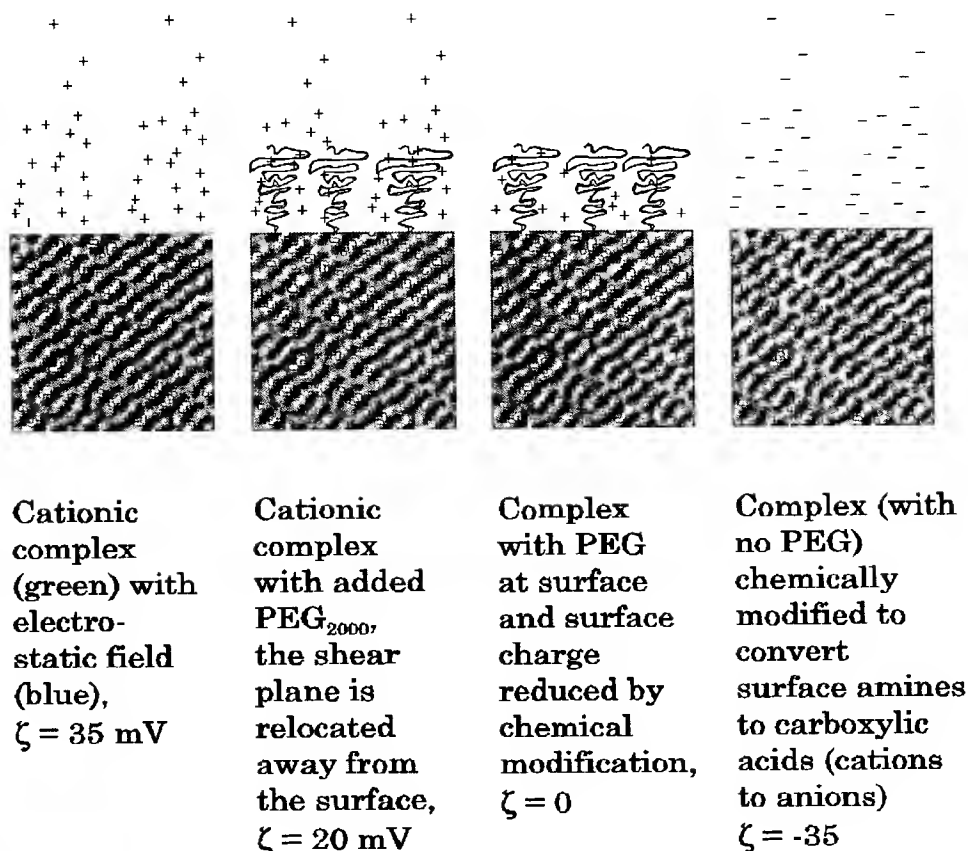 Cationic
complex
(green) with
electro-
static field
(blue),
ζ = 35 mV
Cationic
complex
with added
PEG₂₀₀₀,
the shear
plane is
relocated
away from
the surface,
ζ = 20 mV
Complex
with PEG
at surface
and surface
charge
reduced by
chemical
modification,
ζ = 0
Complex (with
no PEG)
chemically
modified to
convert
surface amines
to carboxylic
acids (cations
to anions)
ζ = -35